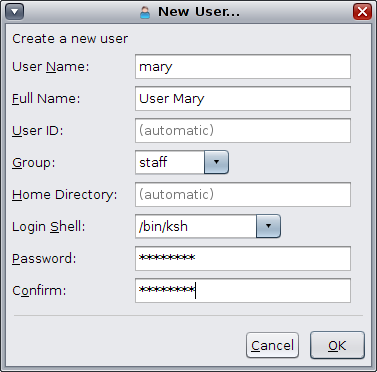 New User...
Create a new user
User Name: mary
Full Name: User Mary
User ID: (automatic)
Group: staff
Home Directory: (automatic)
Login Shell: /bin/ksh
Password: ********
Confirm: ********
Cancel OK